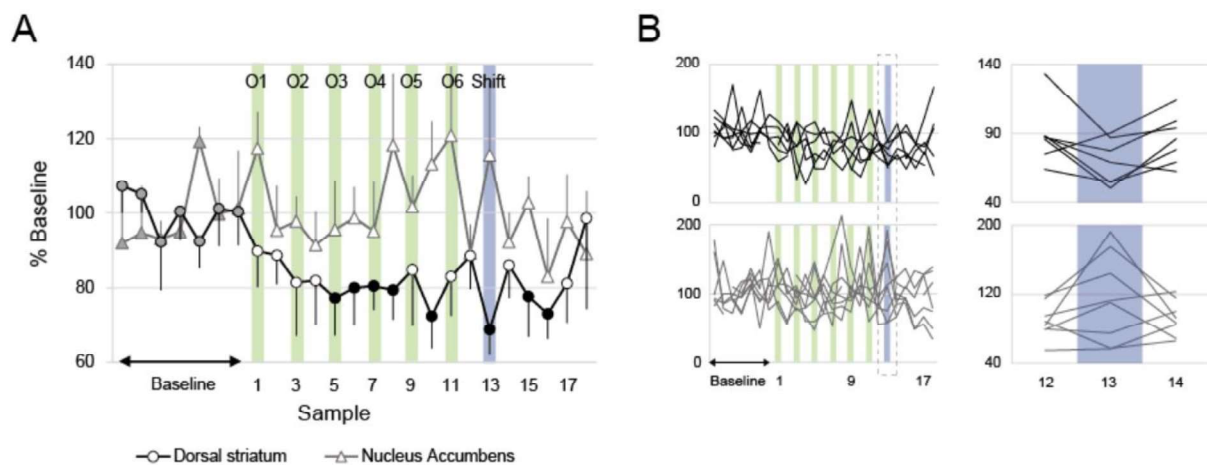 A
140
120
100
80
60
% Baseline
O1 O2 O3 O4 O5 O6 Shift
Baseline 1 3 5 7 9 11 13 15 17
Sample
Dorsal striatum Nucleus Accumbens
B
200
100
0
200
100
0
Baseline 1 9 17
140
90
40
200
120
40
12 13 14